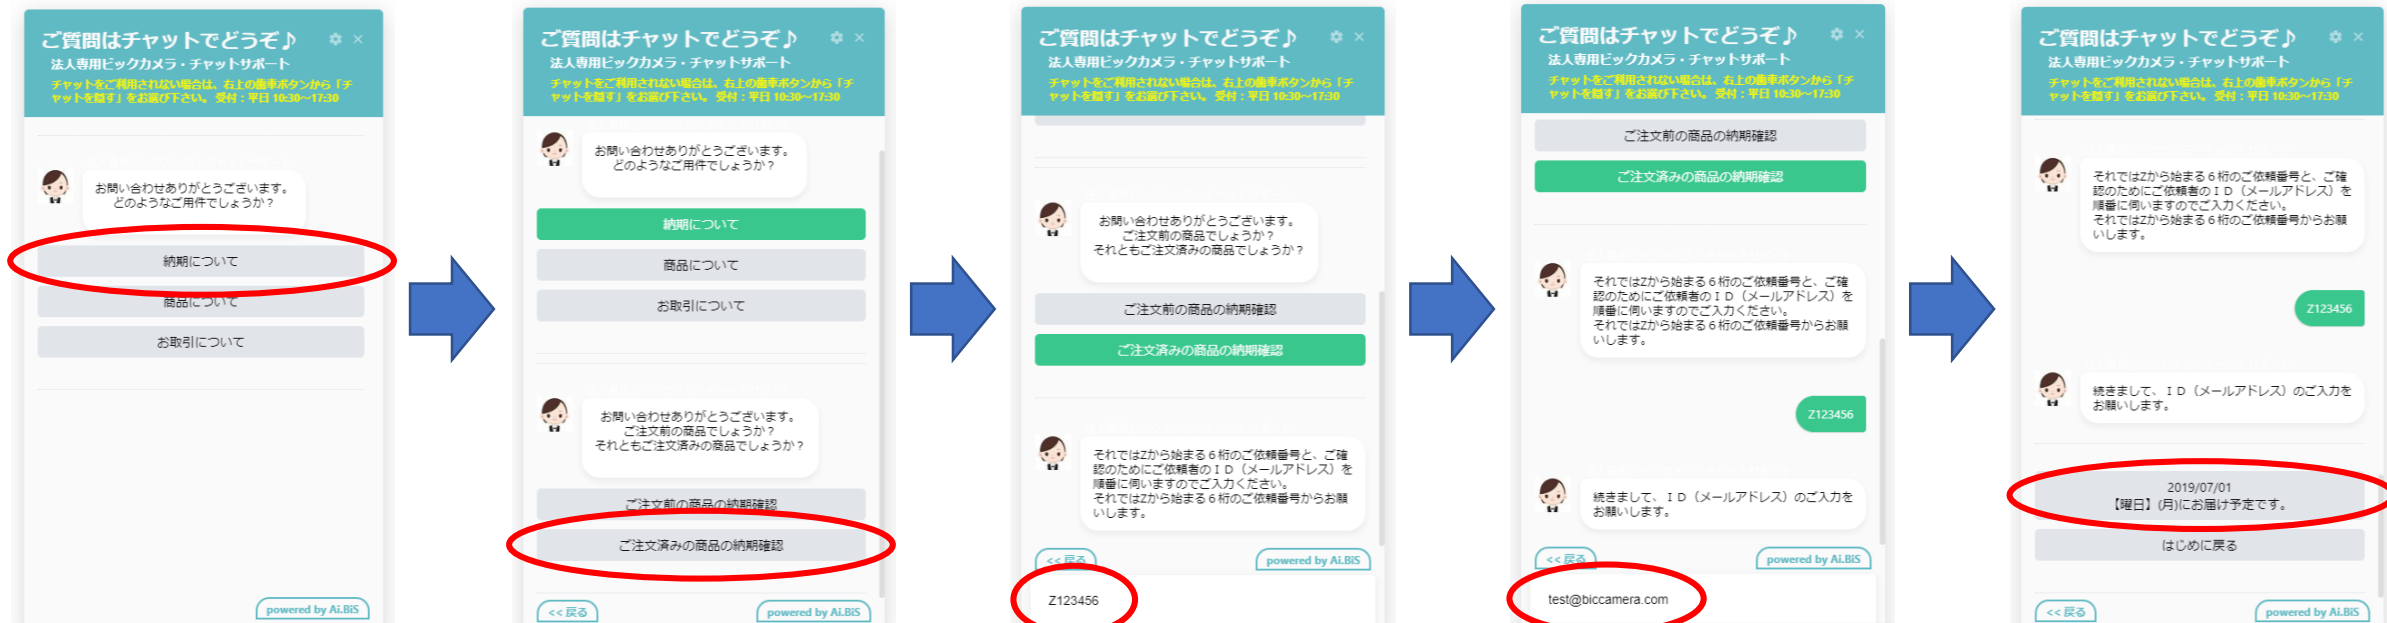 ご質問はチャットでどうぞ♪
法人専用ビックカメラ・チャットサポート
チャットをご利用されない場合は、右上の歯車ボタンから「チ
ャットを隠す」をお選び下さい。 受付：平日 10:30～17:30
お問い合わせありがとうございます。
どのようなご用件でしょうか？
納期について
商品について
お取引について
powered by Ai.BiS
ご質問はチャットでどうぞ♪
法人専用ビックカメラ・チャットサポート
チャットをご利用されない場合は、右上の歯車ボタンから「チ
ャットを隠す」をお選び下さい。 受付：平日 10:30～17:30
お問い合わせありがとうございます。
どのようなご用件でしょうか？
納期について
商品について
お取引について
お問い合わせありがとうございます。
ご注文前の商品でしょうか？
それともご注文済みの商品でしょうか？
ご注文前の商品の納期確認
ご注文済みの商品の納期確認
<< 戻る
powered by Ai.BiS
ご質問はチャットでどうぞ♪
法人専用ビックカメラ・チャットサポート
チャットをご利用されない場合は、右上の歯車ボタンから「チ
ャットを隠す」をお選び下さい。 受付：平日 10:30～17:30
お問い合わせありがとうございます。
ご注文前の商品でしょうか？
それともご注文済みの商品でしょうか？
ご注文前の商品の納期確認
ご注文済みの商品の納期確認
それではZから始まる６桁のご依頼番号と、ご確
認のためにご依頼者のＩＤ（メールアドレス）を
順番に伺いますのでご入力ください。
それではZから始まる６桁のご依頼番号からお願
いします。
<< 戻る
powered by Ai.BiS
Z123456
ご質問はチャットでどうぞ♪
法人専用ビックカメラ・チャットサポート
チャットをご利用されない場合は、右上の歯車ボタンから「チ
ャットを隠す」をお選び下さい。 受付：平日 10:30～17:30
ご注文前の商品の納期確認
ご注文済みの商品の納期確認
それではZから始まる６桁のご依頼番号と、ご確
認のためにご依頼者のＩＤ（メールアドレス）を
順番に伺いますのでご入力ください。
それではZから始まる６桁のご依頼番号からお願
いします。
Z123456
続きまして、ＩＤ（メールアドレス）のご入力を
お願いします。
<< 戻る
powered by Ai.BiS
test@biccamera.com
ご質問はチャットでどうぞ♪
法人専用ビックカメラ・チャットサポート
チャットをご利用されない場合は、右上の歯車ボタンから「チ
ャットを隠す」をお選び下さい。 受付：平日 10:30～17:30
それではZから始まる６桁のご依頼番号と、ご確
認のためにご依頼者のＩＤ（メールアドレス）を
順番に伺いますのでご入力ください。
それではZから始まる６桁のご依頼番号からお願
いします。
Z123456
続きまして、ＩＤ（メールアドレス）のご入力を
お願いします。
2019/07/01
【曜日】(月)にお届け予定です。
はじめに戻る
<< 戻る
powered by Ai.BiS